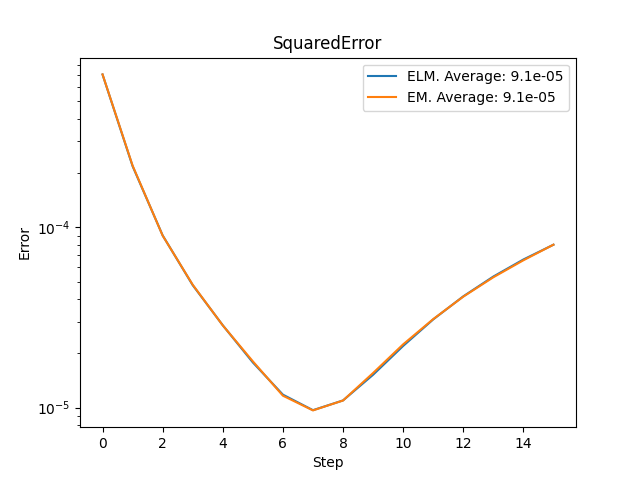 SquaredError
ELM. Average: 9.1e-05
EM. Average: 9.1e-05
Error
10⁻⁴
10⁻⁵
0 2 4 6 8 10 12 14
Step